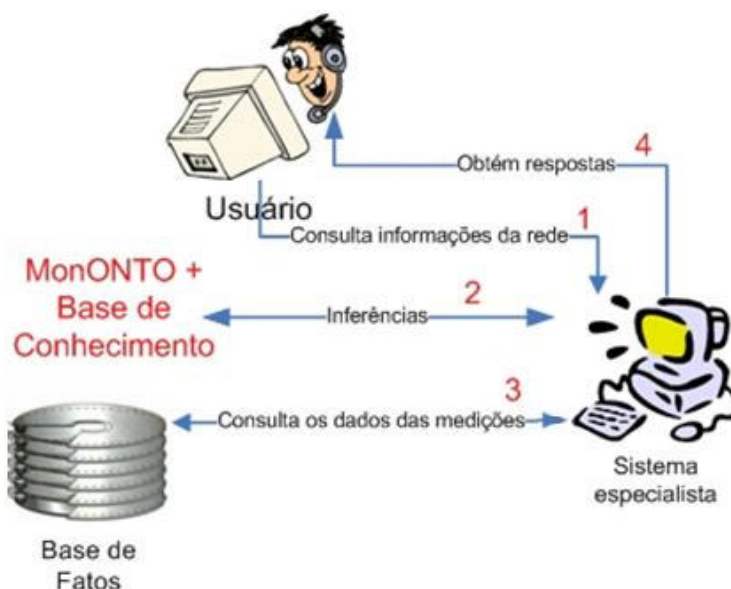 4
Obtém respostas
Usuário
1
Consulta informações da rede
MonONTO +
Base de
Conhecimento
2
Inferências
3
Consulta os dados das medições
Sistema
especialista
Base de
Fatos